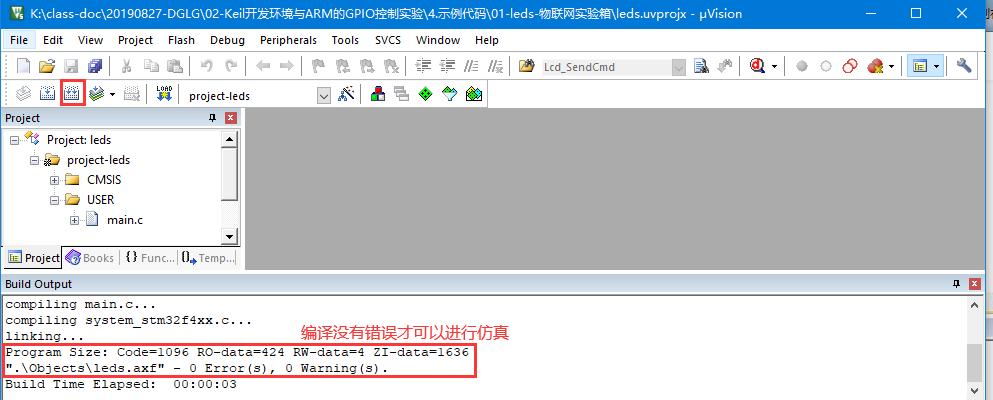 K:\class-doc\20190827-DGLG\02-Keil开发环境与ARM的GPIO控制实验\4.示例代码\01-leds-物联网实验箱\leds.uvprojx - µVision
File Edit View Project Flash Debug Peripherals Tools SVCS Window Help
Lcd_SendCmd
LOAD project-leds
Project
Project: leds
project-leds
CMSIS
USER
main.c
Project Books {} Func... Temp...
Build Output
compiling main.c...
compiling system_stm32f4xx.c...
linking...
编译没有错误才可以进行仿真
Program Size: Code=1096 RO-data=424 RW-data=4 ZI-data=1636
".\Objects\leds.axf" - 0 Error(s), 0 Warning(s).
Build Time Elapsed:  00:00:03